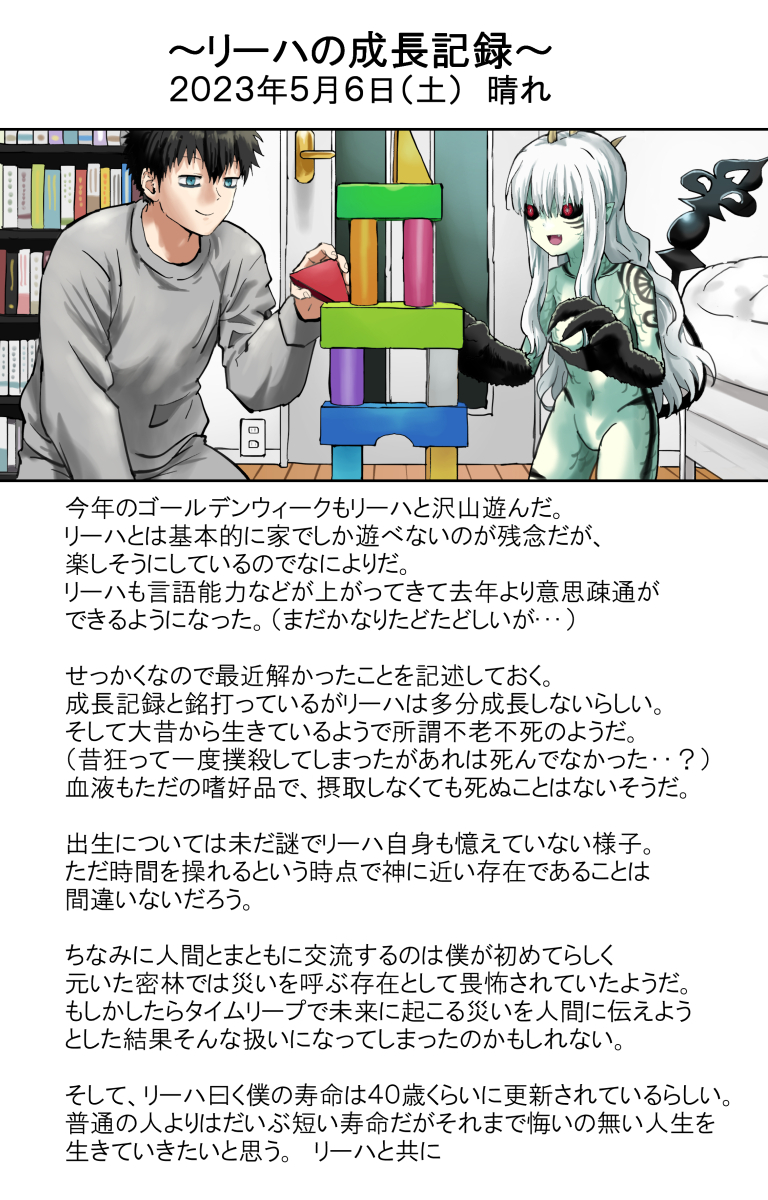 ～リーハの成長記録～
2023年5月6日(土)　晴れ
今年のゴールデンウィークもリーハと沢山遊んだ。
リーハとは基本的に家でしか遊べないのが残念だが、
楽しそうにしているのでなによりだ。
リーハも言語能力などが上がってきて去年より意思疎通が
できるようになった。(まだかなりたどたどしいが…)
せっかくなので最近解かったことを記述しておく。
成長記録と銘打っているがリーハは多分成長しないらしい。
そして大昔から生きているようで所謂不老不死のようだ。
(昔狂って一度撲殺してしまったがあれは死んでなかった‥？)
血液もただの嗜好品で、摂取しなくても死ぬことはないそうだ。
出生については未だ謎でリーハ自身も憶えていない様子。
ただ時間を操れるという時点で神に近い存在であることは
間違いないだろう。
ちなみに人間とまともに交流するのは僕が初めてらしく
元いた密林では災いを呼ぶ存在として畏怖されていたようだ。
もしかしたらタイムリープで未来に起こる災いを人間に伝えよう
とした結果そんな扱いになってしまったのかもしれない。
そして、リーハ曰く僕の寿命は40歳くらいに更新されているらしい。
普通の人よりはだいぶ短い寿命だがそれまで悔いの無い人生を
生きていきたいと思う。　リーハと共に